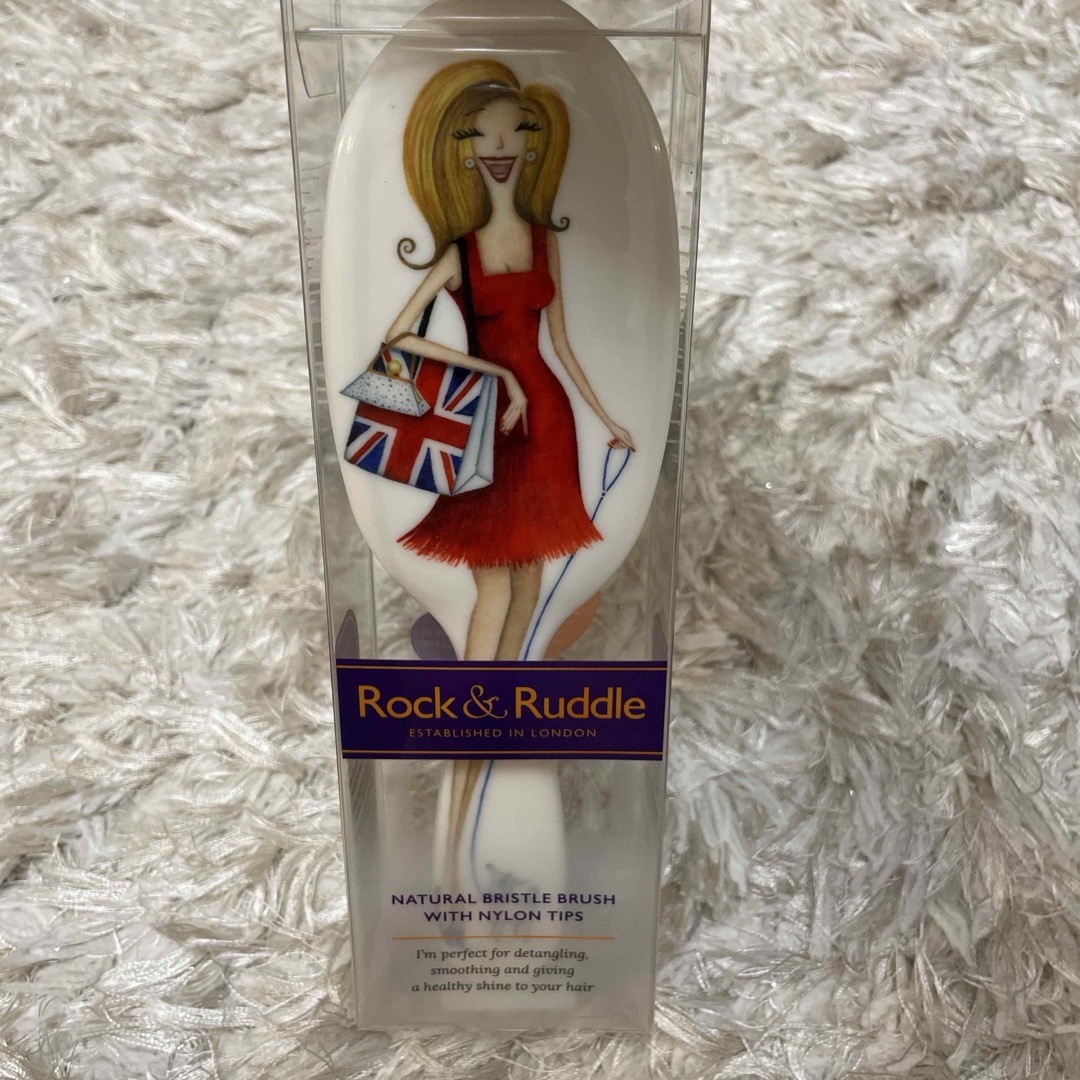 Rock & Ruddle
ESTABLISHED IN LONDON
NATURAL BRISTLE BRUSH
WITH NYLON TIPS
I'm perfect for detangling,
smoothing and giving
a healthy shine to your hair